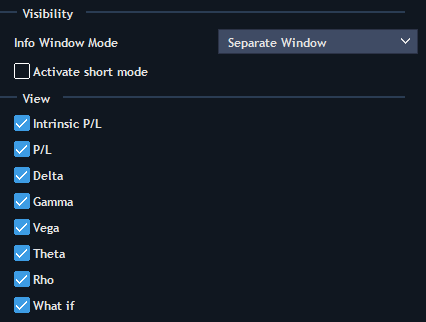 Visibility
Info Window Mode Separate Window
Activate short mode
View
Intrinsic P/L
P/L
Delta
Gamma
Vega
Theta
Rho
What if